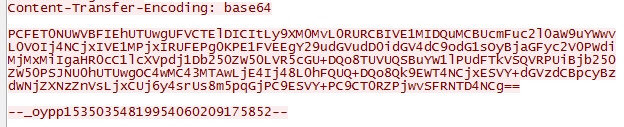 Content-Transfer-Encoding: base64
PCFET0NUWVBFIEhUTUwgUFVCTElDICItLy9XM0MvL0RURCBIVE1MIDQuMCBUcmFuc2l0aW9uYWwv
L0VOIj4NCjxIVE1MPjxIRUFEPg0KPE1FVEEgY29udGVudD0idGV4dC9odG1sOyBjaGFyc2V0PWdi
MjMxMiIgaHR0cC1lcXVpdj1Db250ZW50LVR5cGU+DQo8TUVUQSBuYW1lPUdFTkVSQVRPUiBjb250
ZW50PSJNU0hUTUwgOC4wMC43MTAwLjE4Ij48L0hFQUQ+DQo8Qk9EWT4NCjxESVY+dGVzdCBpcyBz
dWNjZXNzZnVsLjxCUj6y4srUs8m5pqGjPC9ESVY+PC9CT0RZPjwvSFRNTD4NCg==
--_oypp15350354819954060209175852--